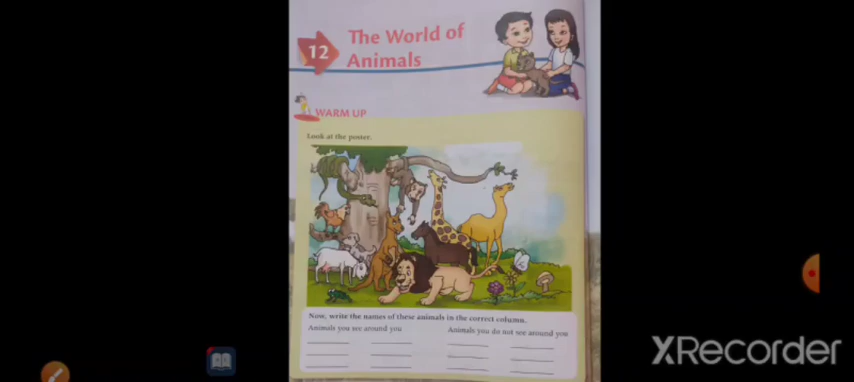 12
The World of
Animals
WARM UP
Look at the poster.
Now, write the names of these animals in the correct column.
Animals you see around you
Animals you do not see around you
XRecorder